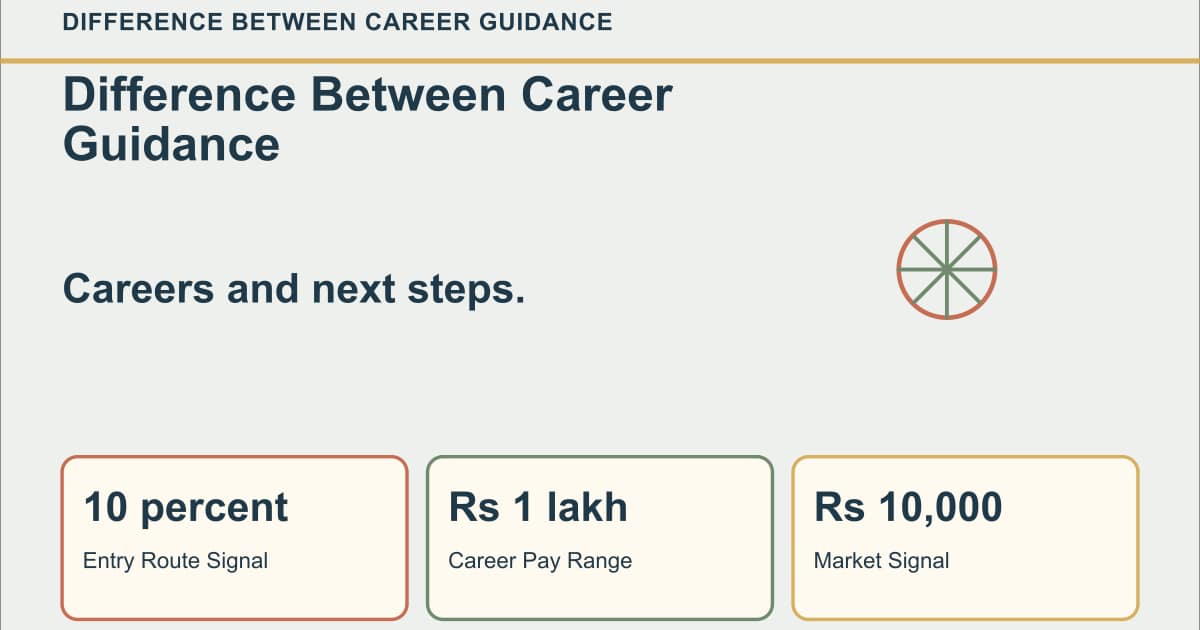 DIFFERENCE BETWEEN CAREER GUIDANCE
Difference Between Career
Guidance
Careers and next steps.
10 percent
Entry Route Signal
Rs 1 lakh
Career Pay Range
Rs 10,000
Market Signal